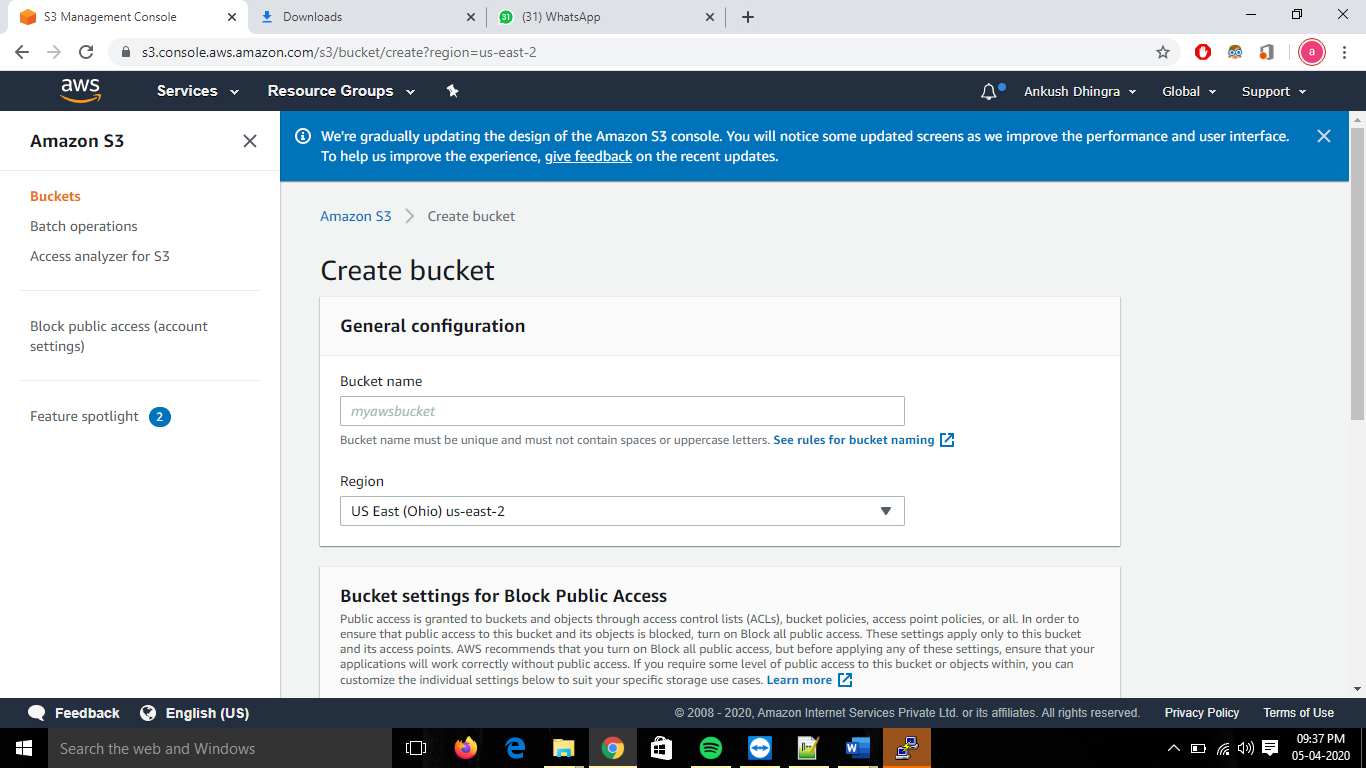 S3 Management Console
Downloads
31
(31) WhatsApp
s3.console.aws.amazon.com/s3/bucket/create?region=us-east-2
a
aws
Services
Resource Groups
Ankush Dhingra
Global
Support
Amazon S3
We're gradually updating the design of the Amazon S3 console. You will notice some updated screens as we improve the performance and user interface.
To help us improve the experience, give feedback on the recent updates.
Buckets
Batch operations
Access analyzer for S3
Block public access (account
settings)
Feature spotlight 2
Amazon S3 Create bucket
Create bucket
General configuration
Bucket name
myawsbucket
Bucket name must be unique and must not contain spaces or uppercase letters. See rules for bucket naming
Region
US East (Ohio) us-east-2
Bucket settings for Block Public Access
Public access is granted to buckets and objects through access control lists (ACLs), bucket policies, access point policies, or all. In order to
ensure that public access to this bucket and its objects is blocked, turn on Block all public access. These settings apply only to this bucket
and its access points. AWS recommends that you turn on Block all public access, but before applying any of these settings, ensure that your
applications will work correctly without public access. If you require some level of public access to this bucket or objects within, you can
customize the individual settings below to suit your specific storage use cases. Learn more
Feedback
English (US)
© 2008 - 2020, Amazon Internet Services Private Ltd. or its affiliates. All rights reserved.
Privacy Policy
Terms of Use
Search the web and Windows
09:37 PM
05-04-2020